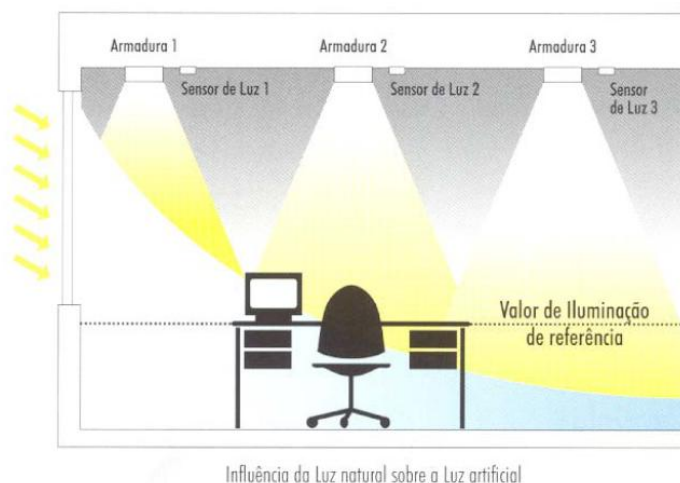 Armadura 1
Armadura 2
Armadura 3
Sensor de Luz 1
Sensor de Luz 2
Sensor
de Luz 3
Valor de Iluminação
de referência
Influência da Luz natural sobre a Luz artificial